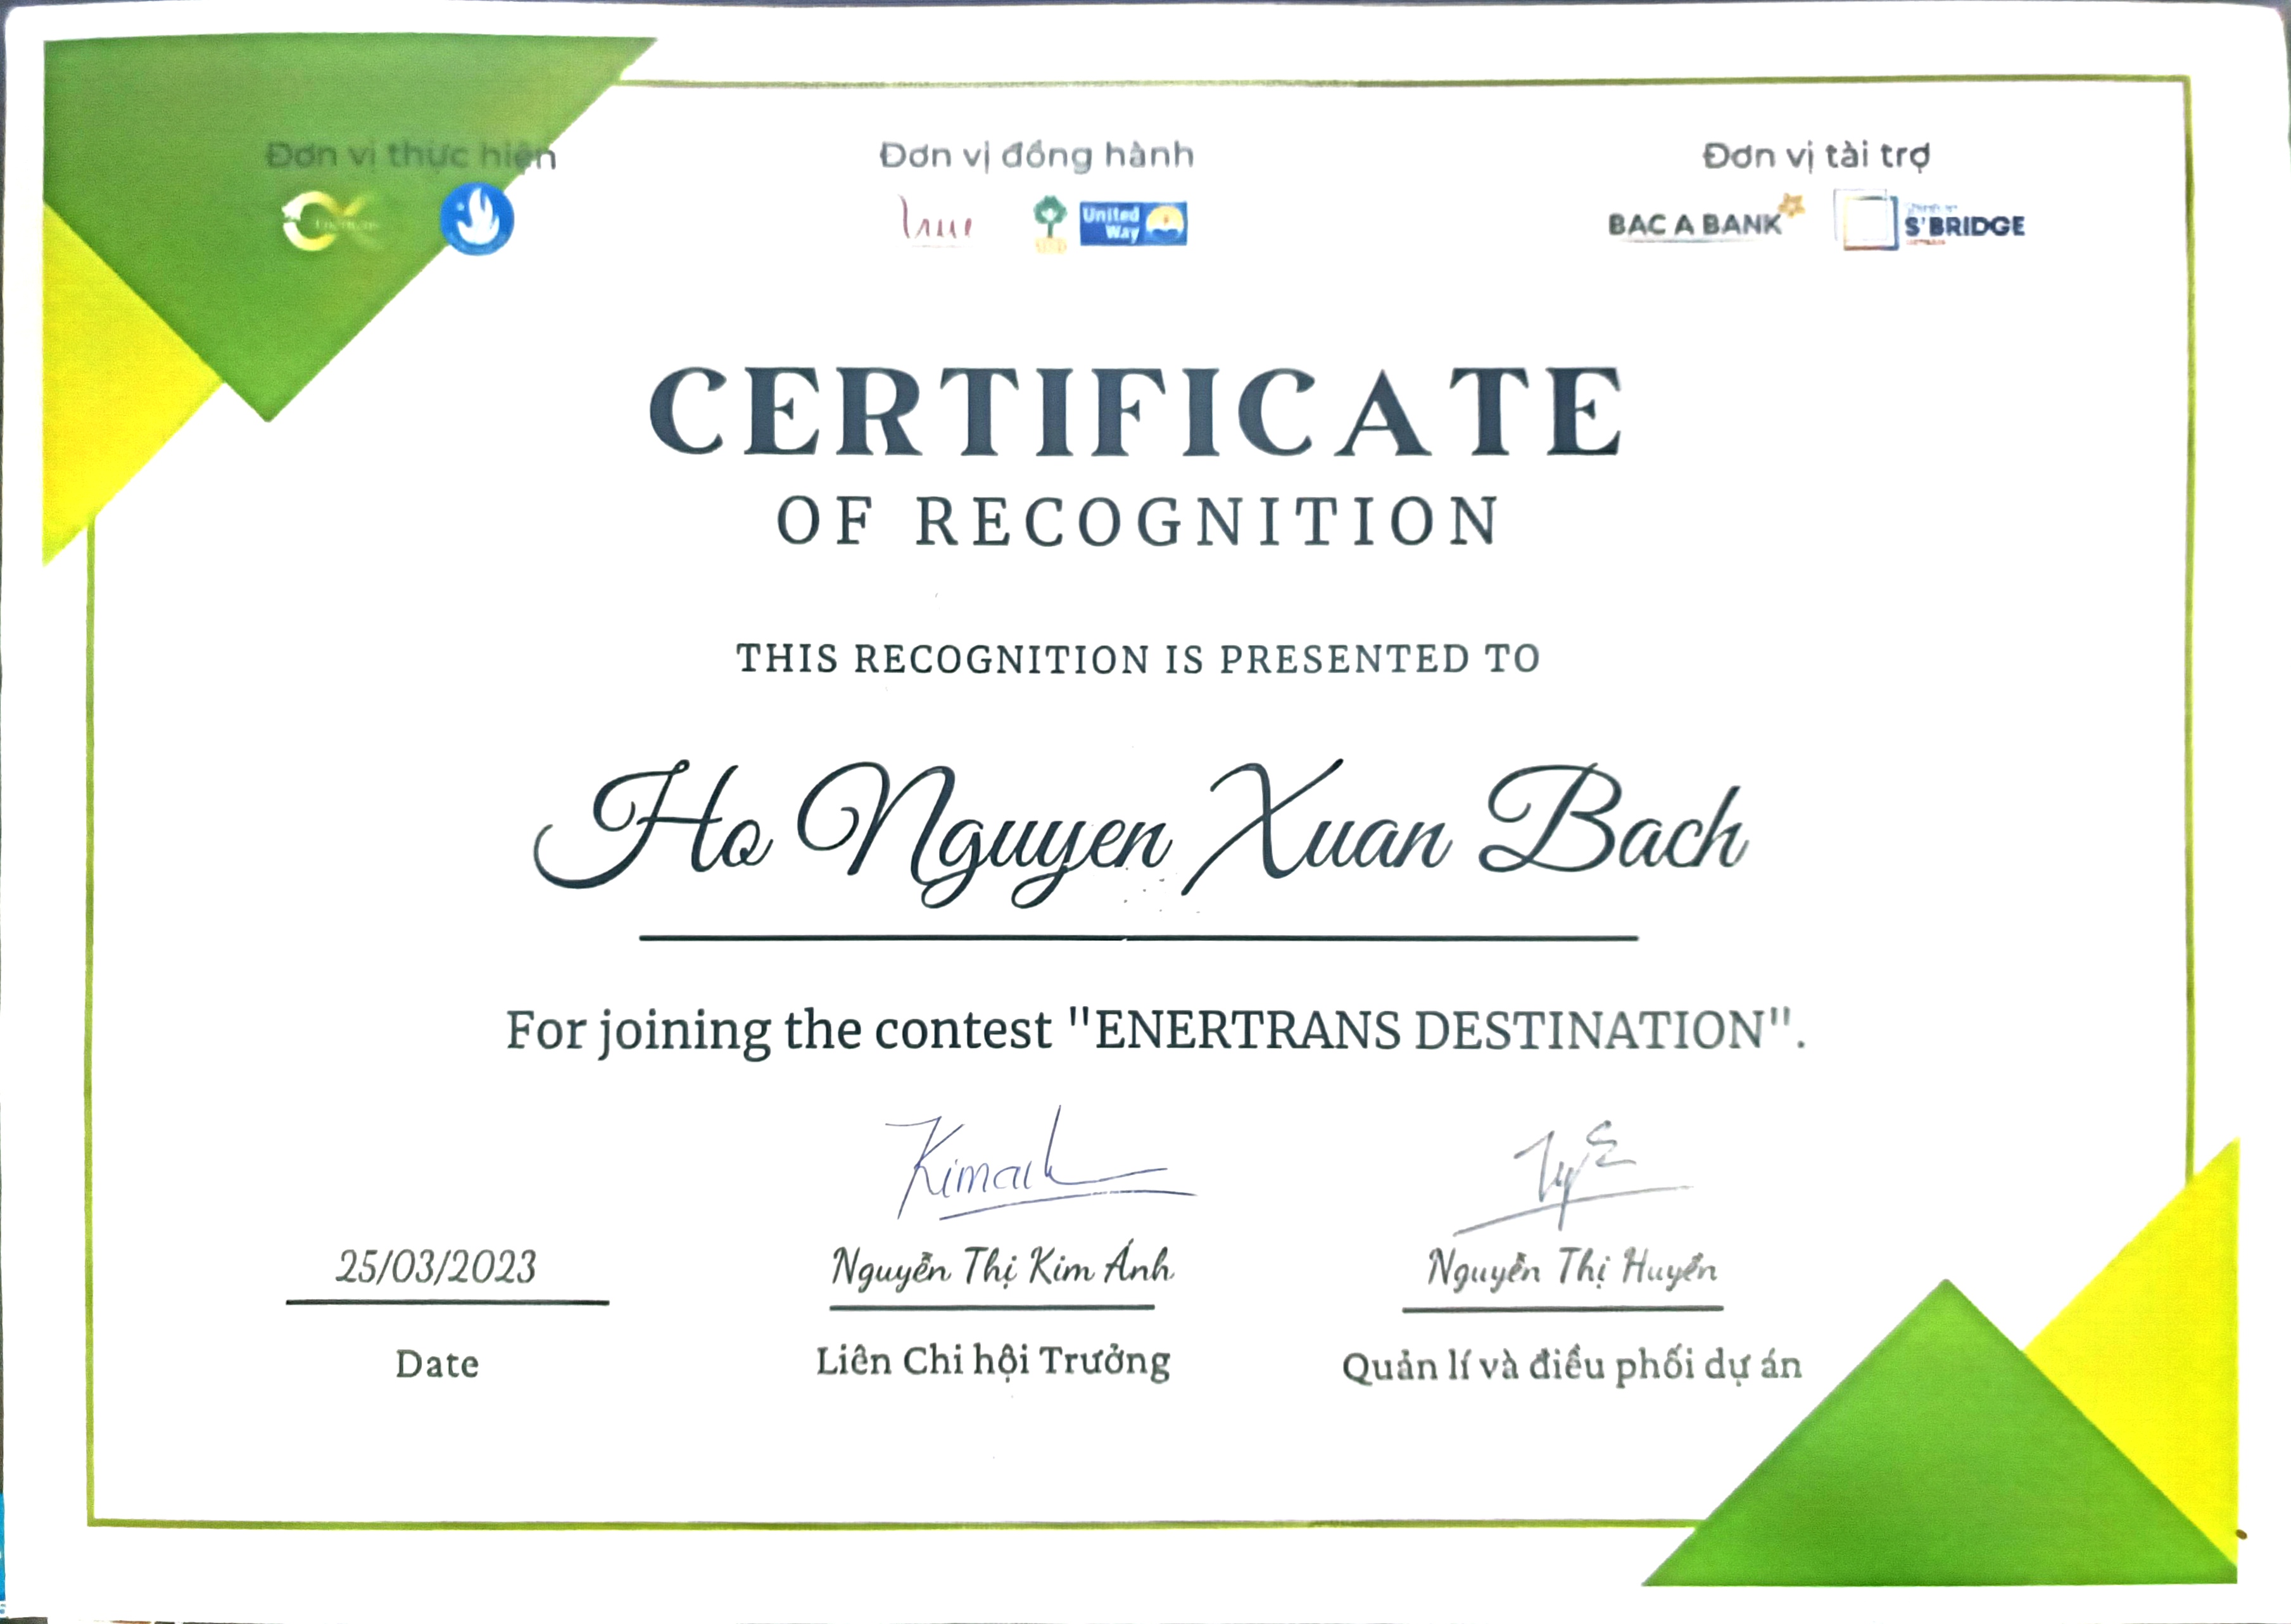 Đơn vị thực hiện
Đơn vị đồng hành
Đơn vị tài trợ
United Way
BAC A BANK
S'BRIDGE
CERTIFICATE
OF RECOGNITION
THIS RECOGNITION IS PRESENTED TO
Ho Nguyen Xuan Bach
For joining the contest "ENERTRANS DESTINATION".
Kimanh
25/03/2023
Nguyễn Thị Kim Ánh
Nguyễn Thị Huyền
Date
Liên Chi hội Trưởng
Quản lí và điều phối dự án